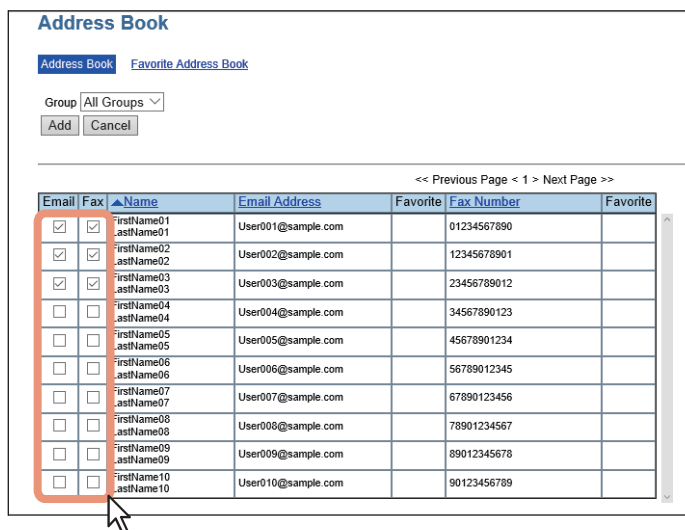 Address Book
Address Book Favorite Address Book
Group All Groups
Add Cancel
<< Previous Page < 1 > Next Page >>
Email Fax Name Email Address Favorite Fax Number Favorite
FirstName01
LastName01 User001@sample.com 01234567890
FirstName02
LastName02 User002@sample.com 12345678901
FirstName03
LastName03 User003@sample.com 23456789012
FirstName04
LastName04 User004@sample.com 34567890123
FirstName05
LastName05 User005@sample.com 45678901234
FirstName06
LastName06 User006@sample.com 56789012345
FirstName07
LastName07 User007@sample.com 67890123456
FirstName08
LastName08 User008@sample.com 78901234567
FirstName09
LastName09 User009@sample.com 89012345678
FirstName10
LastName10 User010@sample.com 90123456789